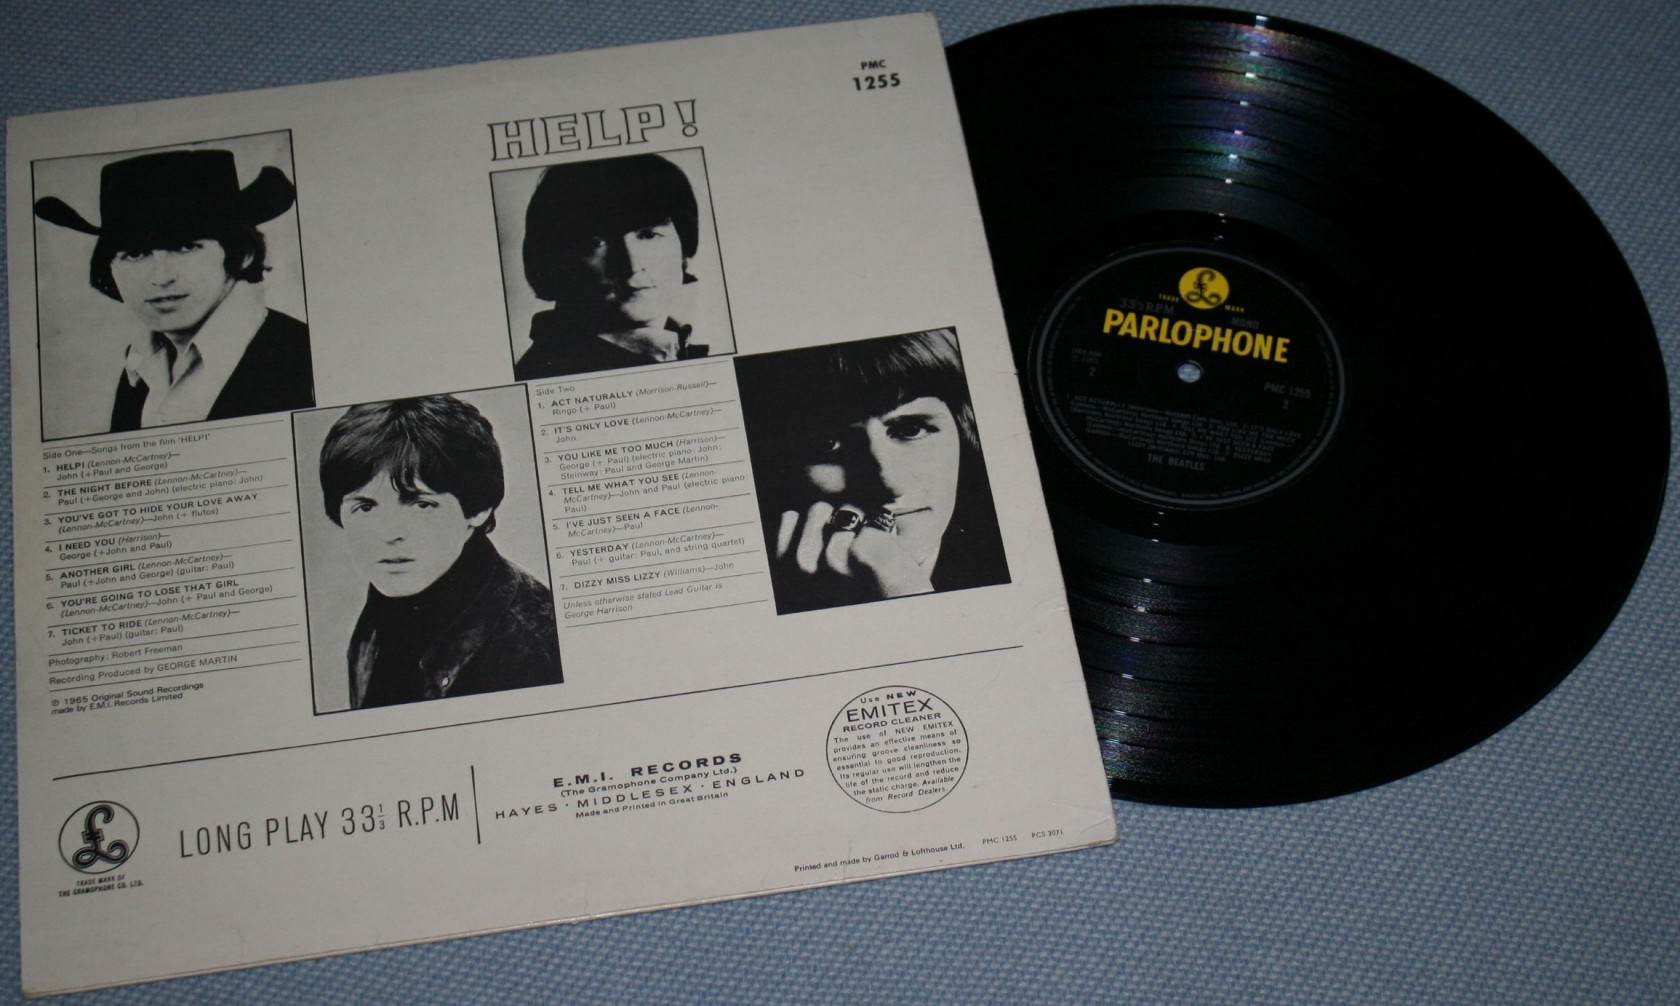 PMC
1255
HELP!
Side One—Songs from the film 'HELP!'
1. HELP! (Lennon-McCartney)—
John (+Paul and George)
2. THE NIGHT BEFORE (Lennon-McCartney)—
Paul (+George and John) (electric piano: John)
3. YOU'VE GOT TO HIDE YOUR LOVE AWAY
(Lennon-McCartney)—John (+ flutes)
4. I NEED YOU (Harrison)—
George (+John and Paul)
5. ANOTHER GIRL (Lennon-McCartney)—
Paul (+John and George) (guitar: Paul)
6. YOU'RE GOING TO LOSE THAT GIRL
(Lennon-McCartney)—John (+ Paul and George)
7. TICKET TO RIDE (Lennon-McCartney)—
John (+Paul) (guitar: Paul)
Photography: Robert Freeman
Recording Produced by GEORGE MARTIN
℗ 1965 Original Sound Recordings
made by E.M.I. Records Limited
Side Two
1. ACT NATURALLY (Morrison-Russell)—
Ringo (+ Paul)
2. IT'S ONLY LOVE (Lennon-McCartney)—
John
3. YOU LIKE ME TOO MUCH (Harrison)—
George (+ Paul) (electric piano: John;
Steinway: Paul and George Martin)
4. TELL ME WHAT YOU SEE (Lennon-
McCartney)—John and Paul (electric piano:
Paul)
5. I'VE JUST SEEN A FACE (Lennon-
McCartney)—Paul
6. YESTERDAY (Lennon-McCartney)—
Paul (+ guitar: Paul, and string quartet)
7. DIZZY MISS LIZZY (Williams)—John
Unless otherwise stated Lead Guitar is
George Harrison
£
TRADE MARK OF
THE GRAMOPHONE CO. LTD.
LONG PLAY 33⅓ R.P.M
E.M.I. RECORDS
(The Gramophone Company Ltd.)
HAYES · MIDDLESEX · ENGLAND
Made and Printed in Great Britain
Use NEW
EMITEX
RECORD CLEANER
The use of NEW EMITEX
provides an effective means of
ensuring groove cleanliness so
essential to good reproduction.
Its regular use will lengthen the
life of the record and reduce
the static charge. Available
from Record Dealers.
Printed and made by Garrod & Lofthouse Ltd. PMC 1255 PCS 3071
£
TRADE MARK
33⅓ R.P.M
MONO
PARLOPHONE
2
PMC 1255
2
THE BEATLES